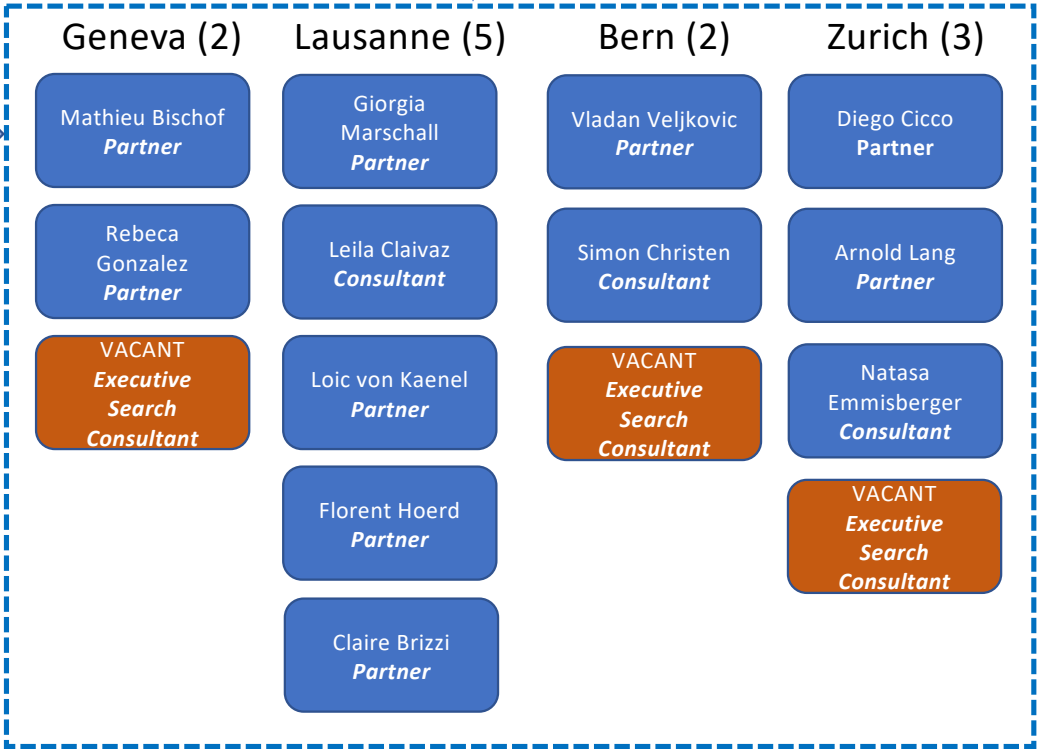 Geneva (2)
Mathieu Bischof
Partner
Rebeca
Gonzalez
Partner
VACANT
Executive
Search
Consultant
Lausanne (5)
Giorgia
Marschall
Partner
Leila Claivaz
Consultant
Loic von Kaenel
Partner
Florent Hoerd
Partner
Claire Brizzi
Partner
Bern (2)
Vladan Veljkovic
Partner
Simon Christen
Consultant
VACANT
Executive
Search
Consultant
Zurich (3)
Diego Cicco
Partner
Arnold Lang
Partner
Natasa
Emmisberger
Consultant
VACANT
Executive
Search
Consultant